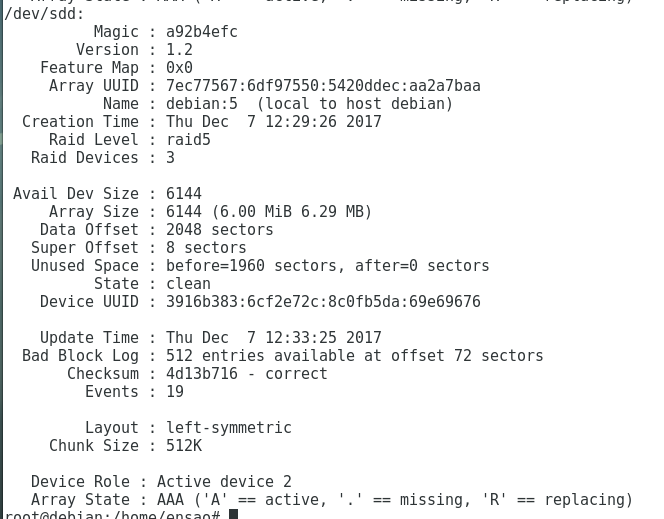 Array State : AAA ('A' == active, '.' == missing, 'R' == replacing)
/dev/sdd:
Magic : a92b4efc
Version : 1.2
Feature Map : 0x0
Array UUID : 7ec77567:6df97550:5420ddec:aa2a7baa
Name : debian:5  (local to host debian)
Creation Time : Thu Dec  7 12:29:26 2017
Raid Level : raid5
Raid Devices : 3
Avail Dev Size : 6144
Array Size : 6144 (6.00 MiB 6.29 MB)
Data Offset : 2048 sectors
Super Offset : 8 sectors
Unused Space : before=1960 sectors, after=0 sectors
State : clean
Device UUID : 3916b383:6cf2e72c:8c0fb5da:69e69676
Update Time : Thu Dec  7 12:33:25 2017
Bad Block Log : 512 entries available at offset 72 sectors
Checksum : 4d13b716 - correct
Events : 19
Layout : left-symmetric
Chunk Size : 512K
Device Role : Active device 2
Array State : AAA ('A' == active, '.' == missing, 'R' == replacing)
root@debian:/home/ensao#